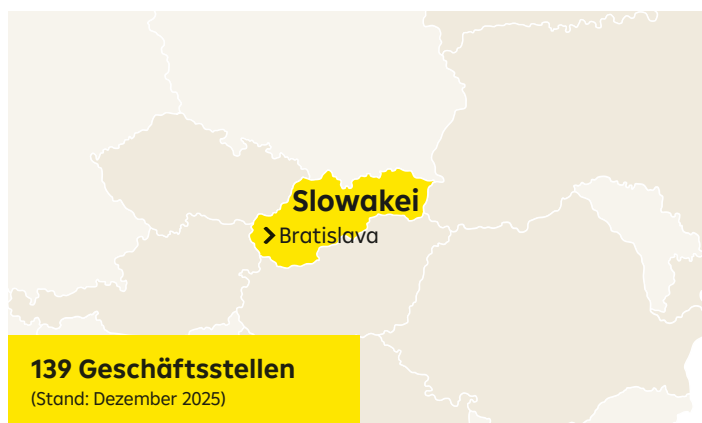 Slowakei
Bratislava
139 Geschäftsstellen
(Stand: Dezember 2025)